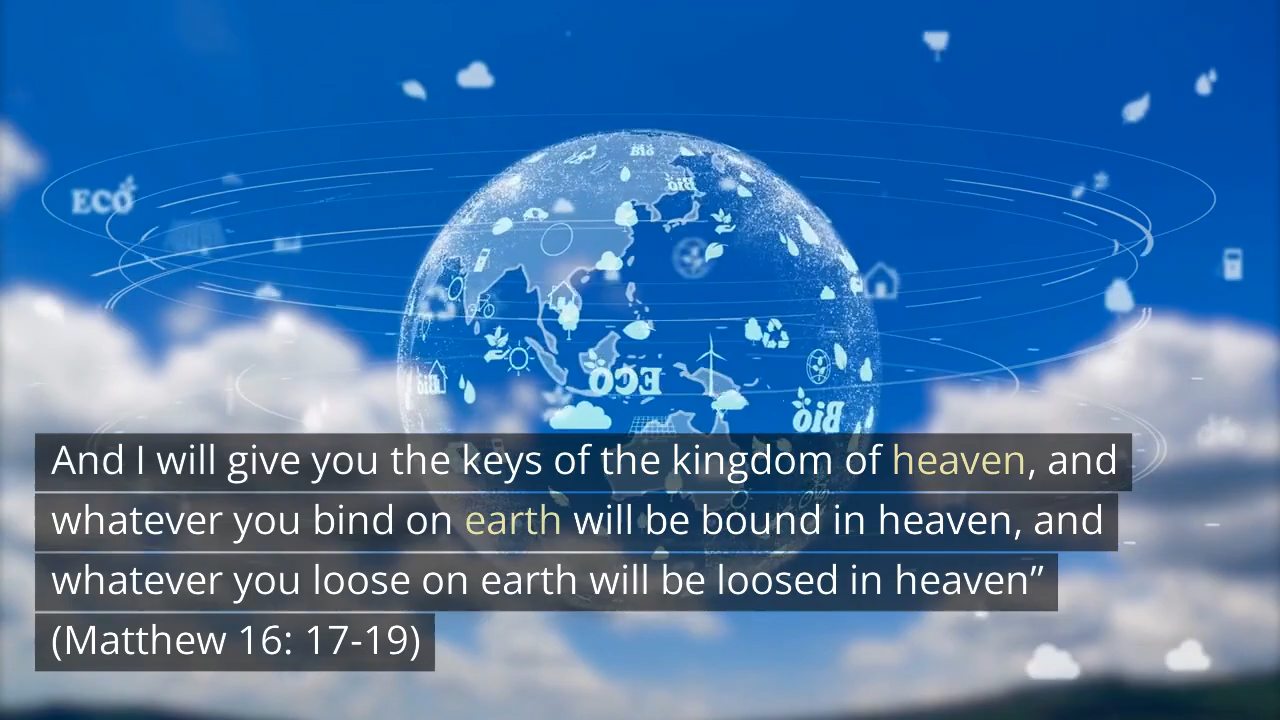 ECO
Bio
Bio
And I will give you the keys of the kingdom of heaven, and
whatever you bind on earth will be bound in heaven, and
whatever you loose on earth will be loosed in heaven”
(Matthew 16: 17-19)
ECO
Bio
Bio